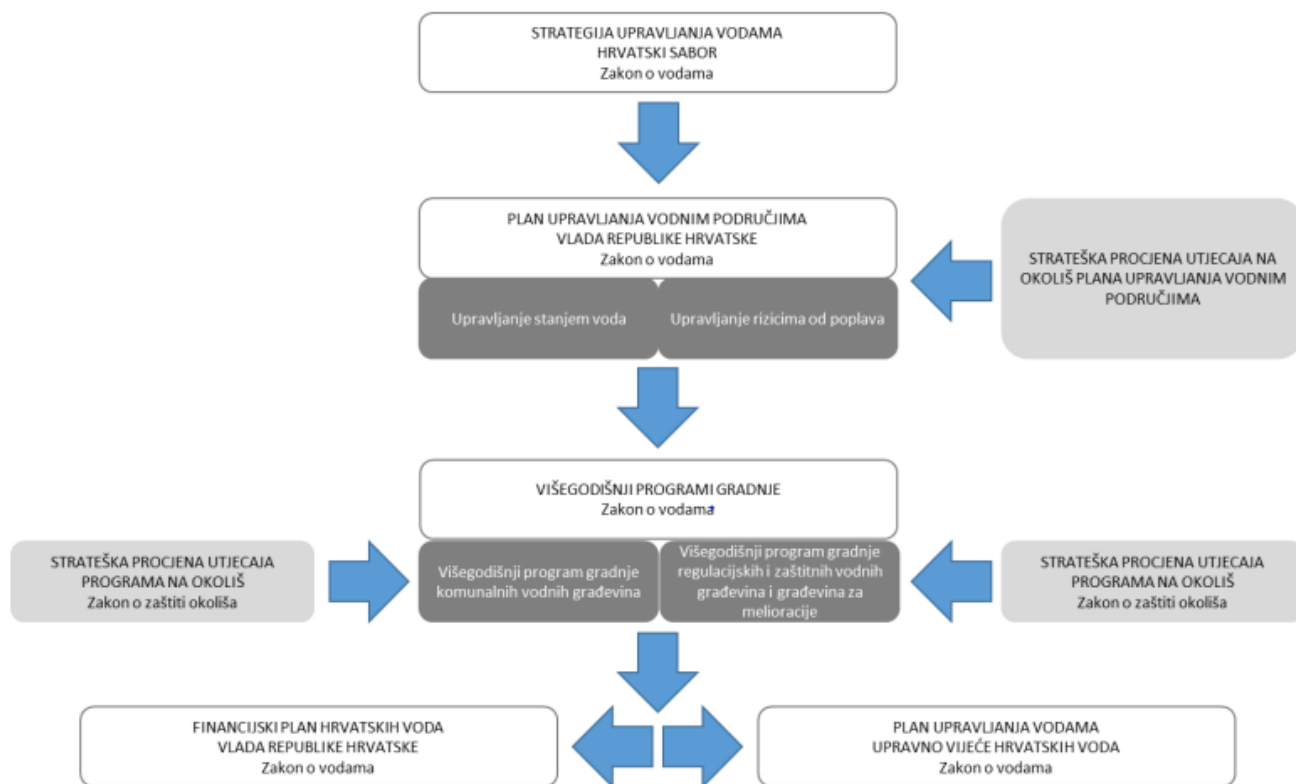 STRATEGIJA UPRAVLJANJA VODAMA
HRVATSKI SABOR
Zakon o vodama
PLAN UPRAVLJANJA VODNIM PODRUČJIMA
VLADA REPUBLIKE HRVATSKE
Zakon o vodama
STRATEŠKA PROCJENA UTJECAJA NA
OKOLIŠ PLANA UPRAVLJANJA VODNIM
PODRUČJIMA
Upravljanje stanjem voda
Upravljanje rizicima od poplava
VIŠEGODIŠNJI PROGRAMI GRADNJE
Zakon o vodama
STRATEŠKA PROCJENA UTJECAJA
PROGRAMA NA OKOLIŠ
Zakon o zaštiti okoliša
Višegodišnji program gradnje
komunalnih vodnih građevina
Višegodišnji program gradnje
regulacijskih i zaštitnih vodnih
građevina i građevina za
melioracije
STRATEŠKA PROCJENA UTJECAJA
PROGRAMA NA OKOLIŠ
Zakon o zaštiti okoliša
FINANCIJSKI PLAN HRVATSKIH VODA
VLADA REPUBLIKE HRVATSKE
Zakon o vodama
PLAN UPRAVLJANJA VODAMA
UPRAVNO VIJEĆE HRVATSKIH VODA
Zakon o vodama